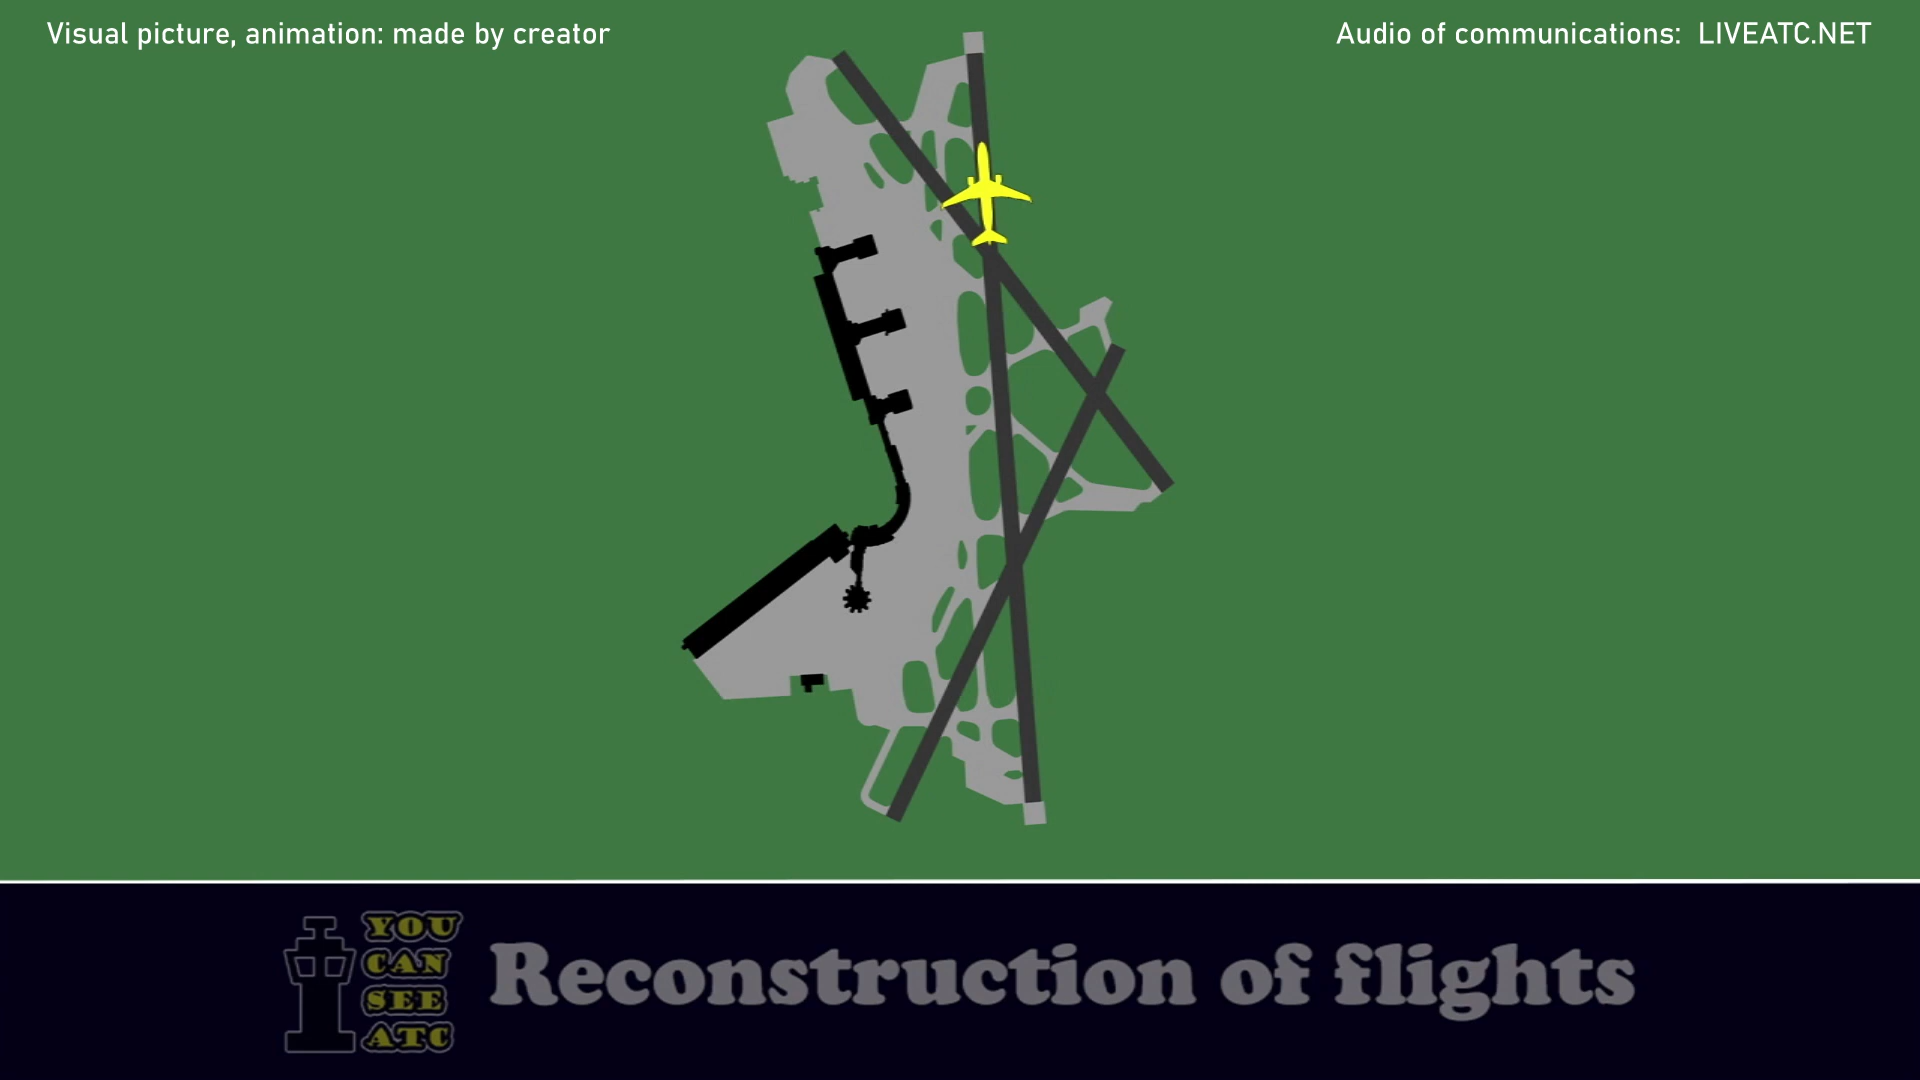 Visual picture, animation: made by creator
Audio of communications: LIVEATC.NET
YOU
CAN
SEE
ATC
Reconstruction of flights